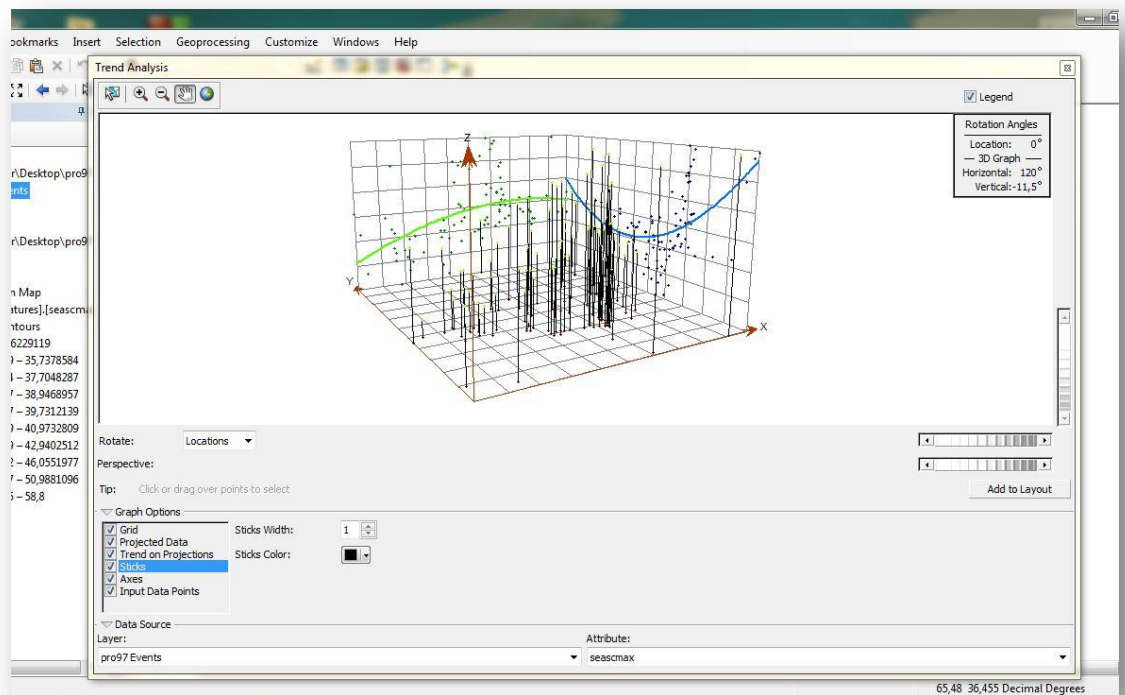 ookmarks Insert Selection Geoprocessing Customize Windows Help
Trend Analysis
Legend
Rotation Angles
Location: 0°
3D Graph
Horizontal: 120°
Vertical:-11,5°
Z
Y
X
r\Desktop\pro9
ents
r\Desktop\pro9
n Map
atures].[seascma
ntours
6229119
9 – 35,7378584
4 – 37,7048287
7 – 38,9468957
7 – 39,7312139
9 – 40,9732809
9 – 42,9402512
2 – 46,0551977
7 – 50,9881096
5 – 58,8
Rotate: Locations
Perspective:
Tip: Click or drag over points to select
Add to Layout
Graph Options
Grid
Projected Data
Trend on Projections
Sticks
Axes
Input Data Points
Sticks Width: 1
Sticks Color:
Data Source
Layer: Attribute:
pro97 Events seascmax
65,48 36,455 Decimal Degrees